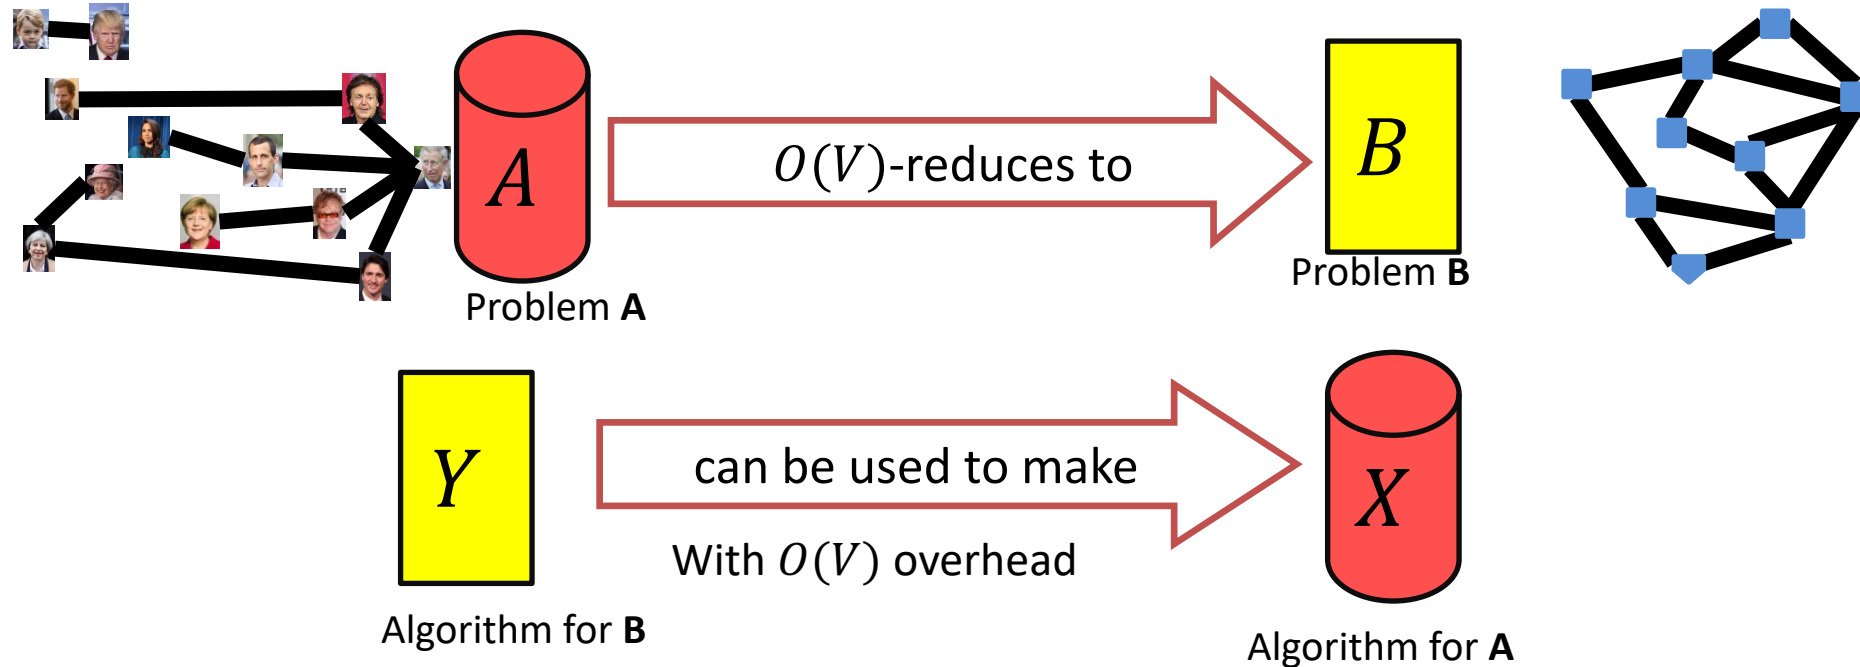 A
O(V)-reduces to
B
Problem A
Problem B
Y
can be used to make
X
With O(V) overhead
Algorithm for B
Algorithm for A